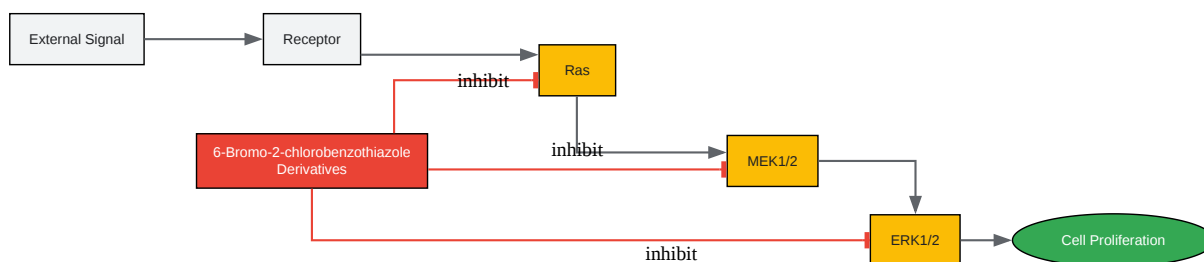 External Signal
Receptor
Ras
inhibit
6-Bromo-2-chlorobenzothiazole
Derivatives
inhibit
MEK1/2
ERK1/2
Cell Proliferation
inhibit